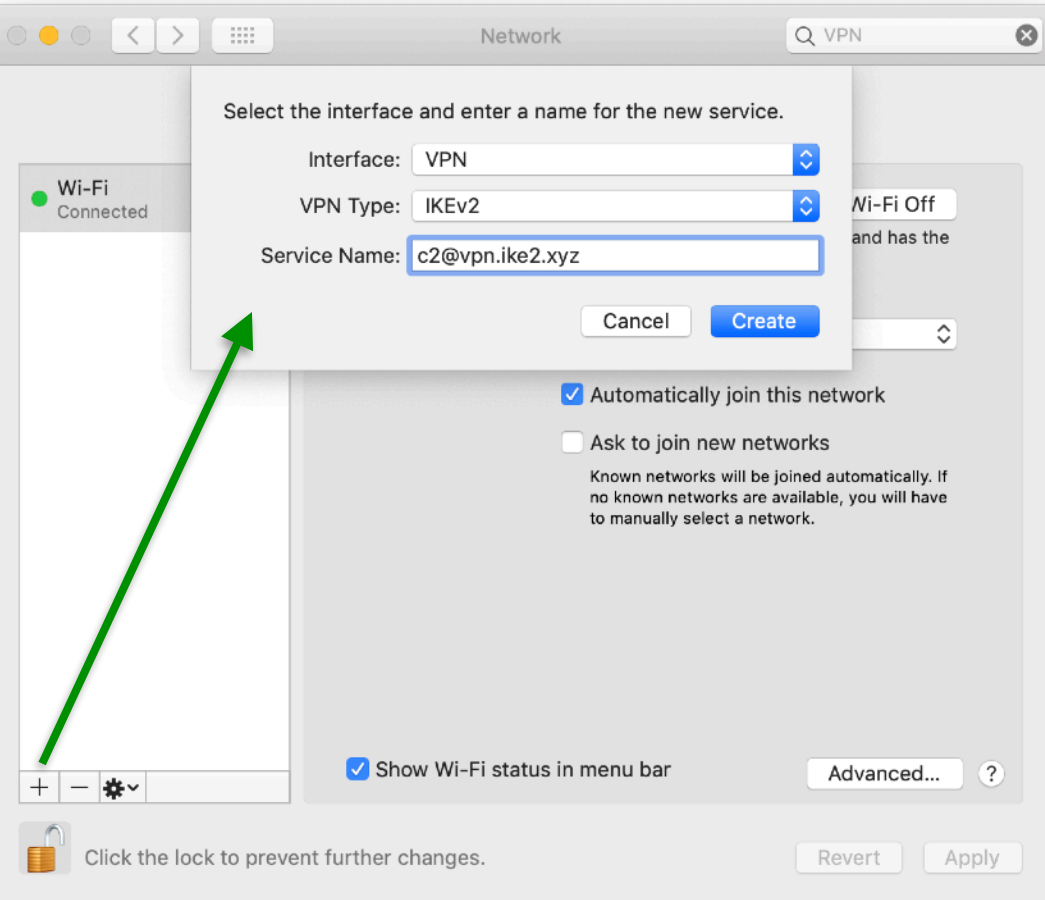 Network
VPN
Select the interface and enter a name for the new service.
Interface: VPN
VPN Type: IKEv2
Service Name: c2@vpn.ike2.xyz
Cancel
Create
Wi-Fi
Connected
Wi-Fi Off
and has the
Automatically join this network
Ask to join new networks
Known networks will be joined automatically. If
no known networks are available, you will have
to manually select a network.
Show Wi-Fi status in menu bar
Advanced...
?
Click the lock to prevent further changes.
Revert
Apply